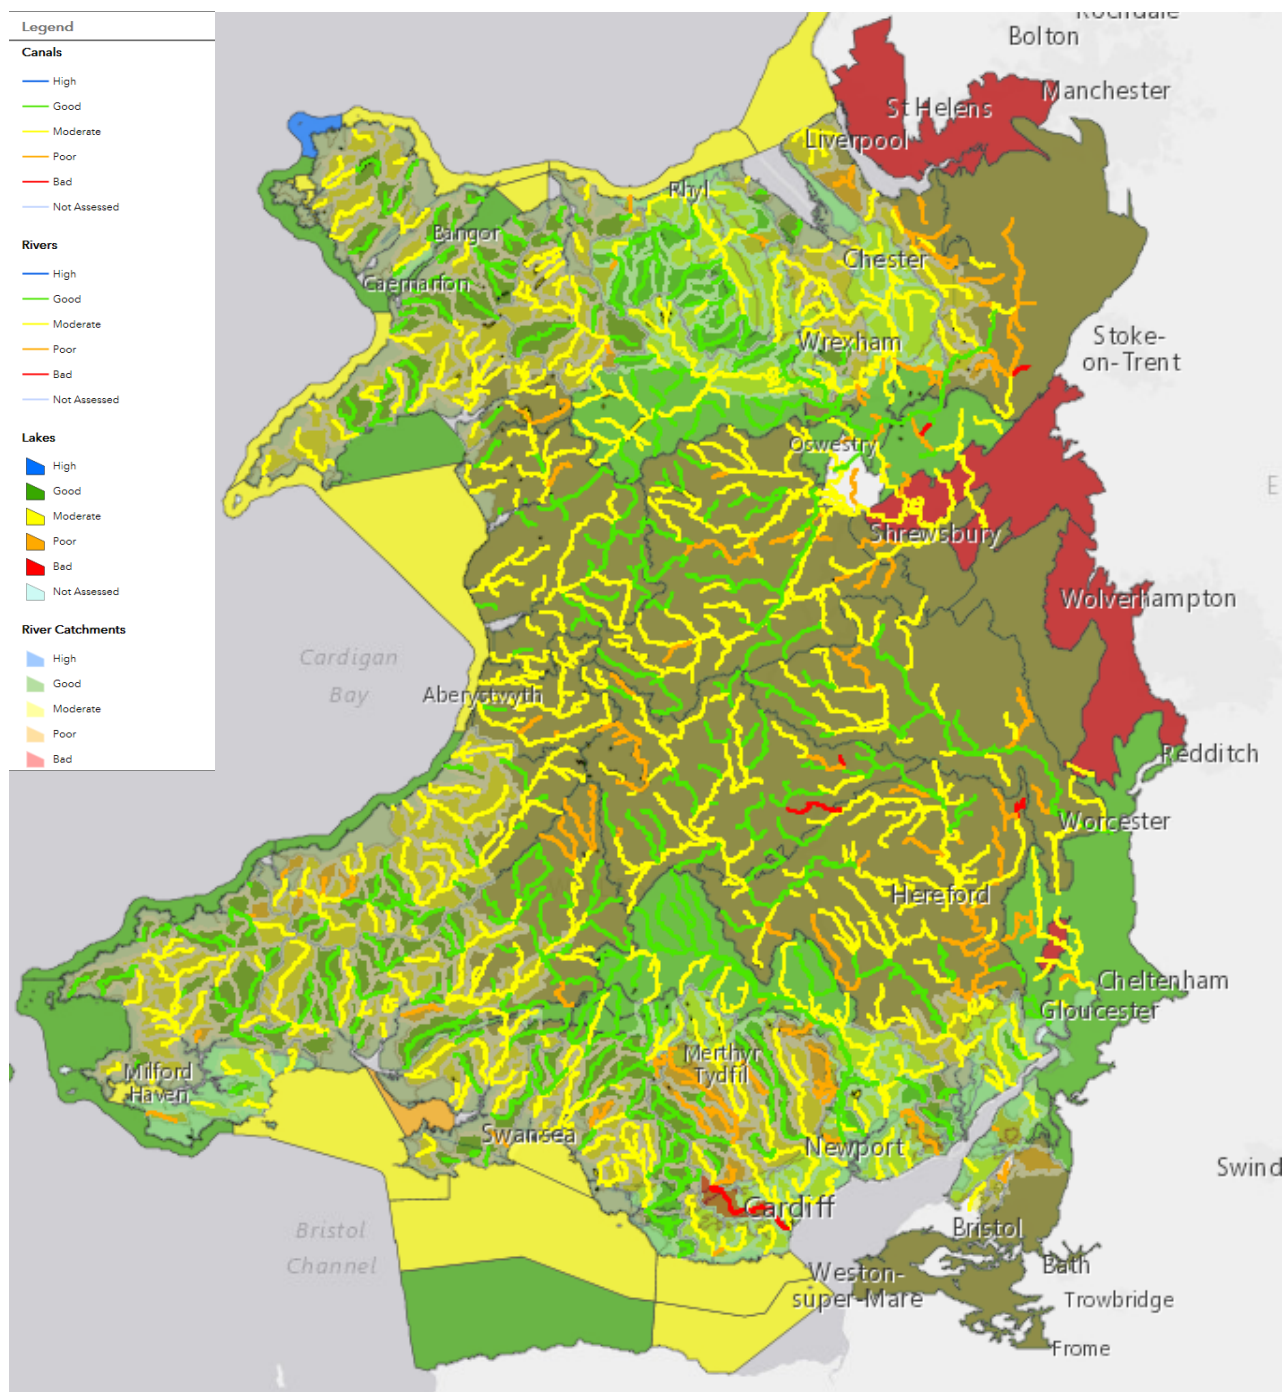 Legend
Canals
High
Good
Moderate
Poor
Bad
Not Assessed
Rivers
High
Good
Moderate
Poor
Bad
Not Assessed
Lakes
High
Good
Moderate
Poor
Bad
Not Assessed
River Catchments
High
Good
Moderate
Poor
Bad
Rochdale
Bolton
Manchester
St Helens
Liverpool
Rhyl
Bangor
Chester
Caernarfon
Wrexham
Stoke-
on-Trent
Oswestry
E
Shrewsbury
Wolverhampton
Cardigan
Bay
Aberystwyth
Redditch
Worcester
Hereford
Cheltenham
Gloucester
Merthyr
Tydfil
Milford
Haven
Swansea
Newport
Swind
Cardiff
Bristol
Channel
Bristol
Bath
Weston-
super-Mare
Trowbridge
Frome